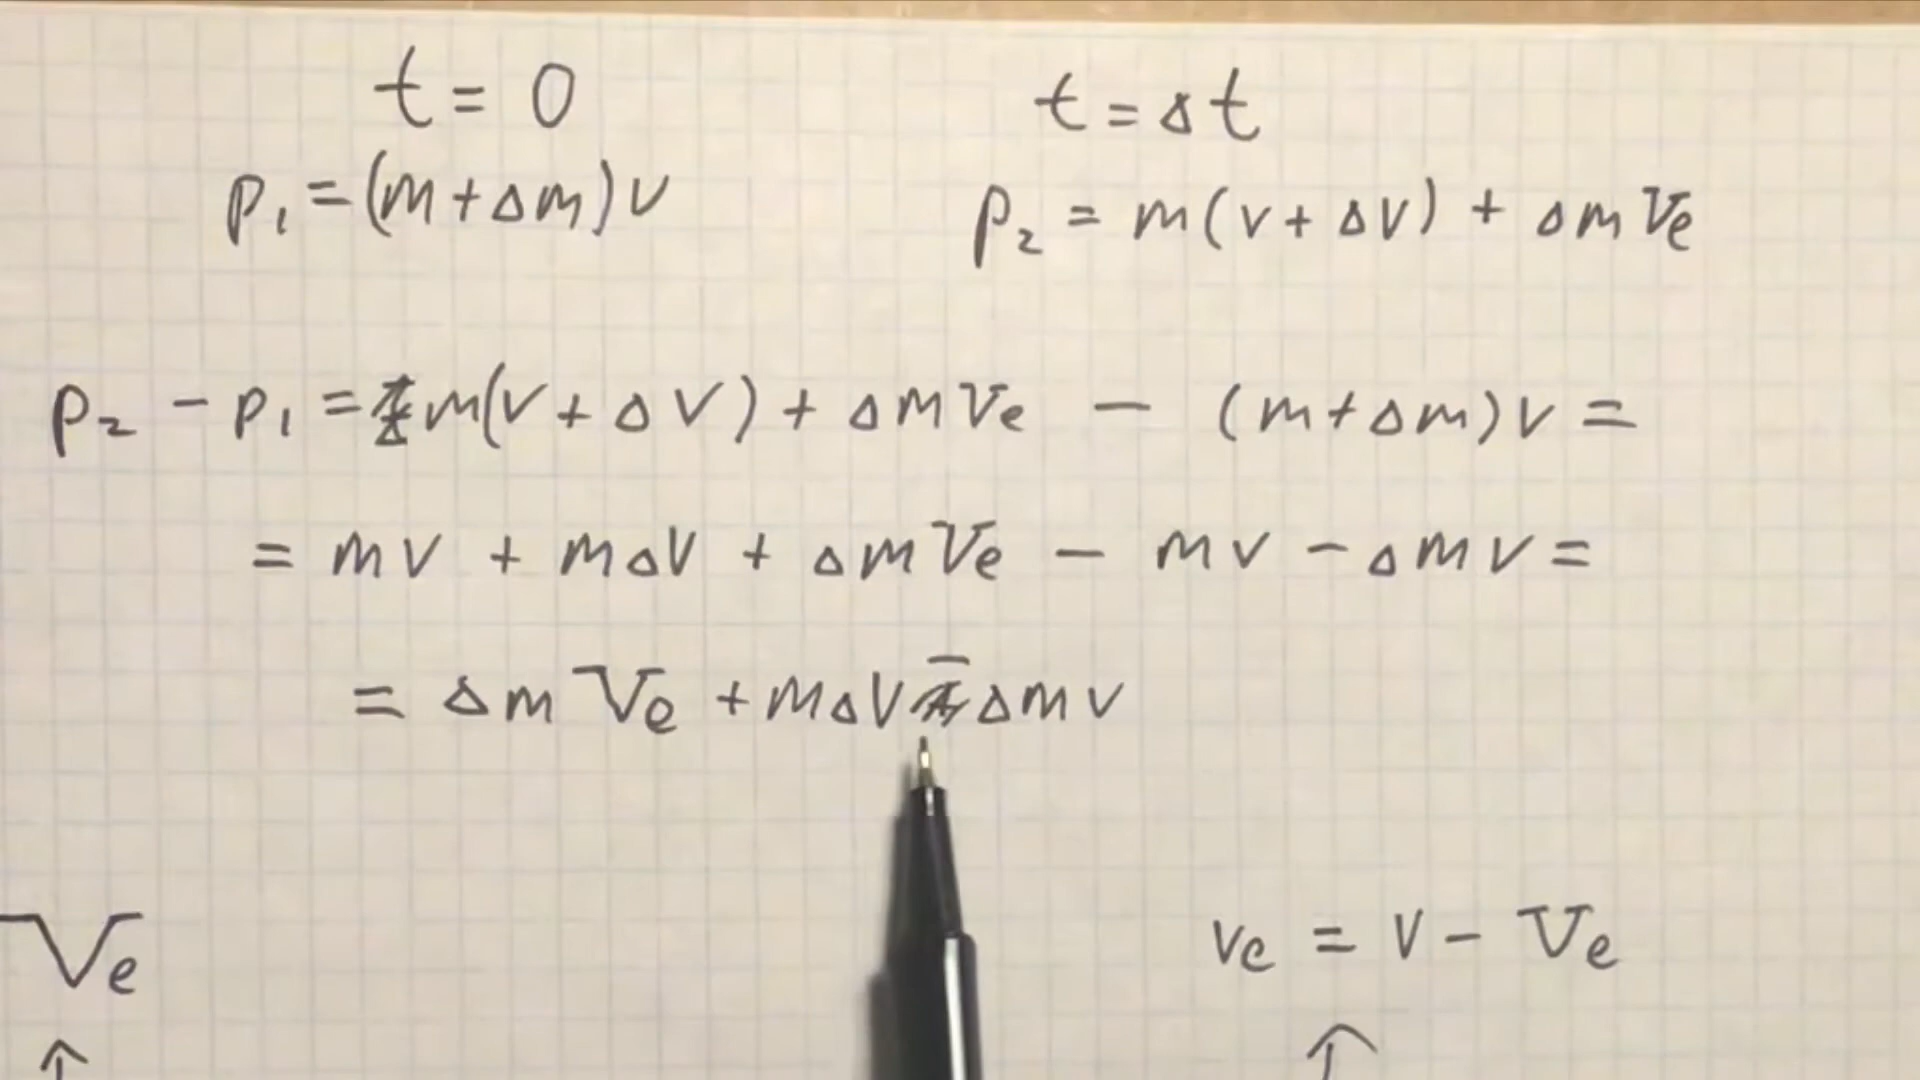 t = 0
t = Δt
p₁ = (m + Δm)v
p₂ = m(v + Δv) + Δm Ve
p₂ - p₁ = m(v + Δv) + Δm Ve - (m + Δm)v =
= mv + mΔv + Δm Ve - mv - Δmv =
= Δm Ve + mΔv - Δmv
Ve
ve = v - Ve